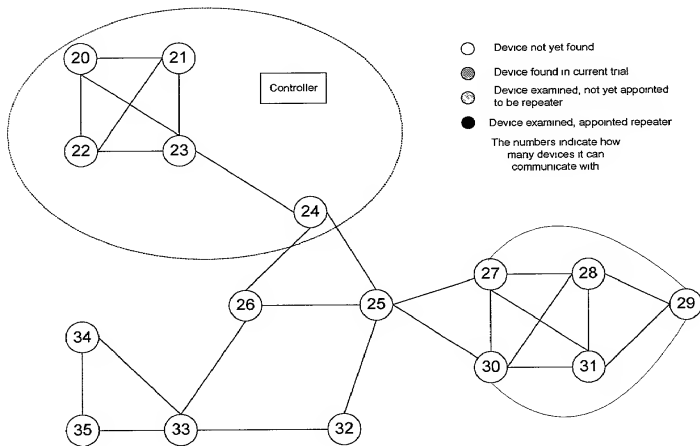 20
21
Controller
22
23
24
Device not yet found
Device found in current trial
Device examined, not yet appointed
to be repeater
Device examined, appointed repeater
The numbers indicate how
many devices it can
communicate with
27
28
29
26
25
30
31
34
35
33
32